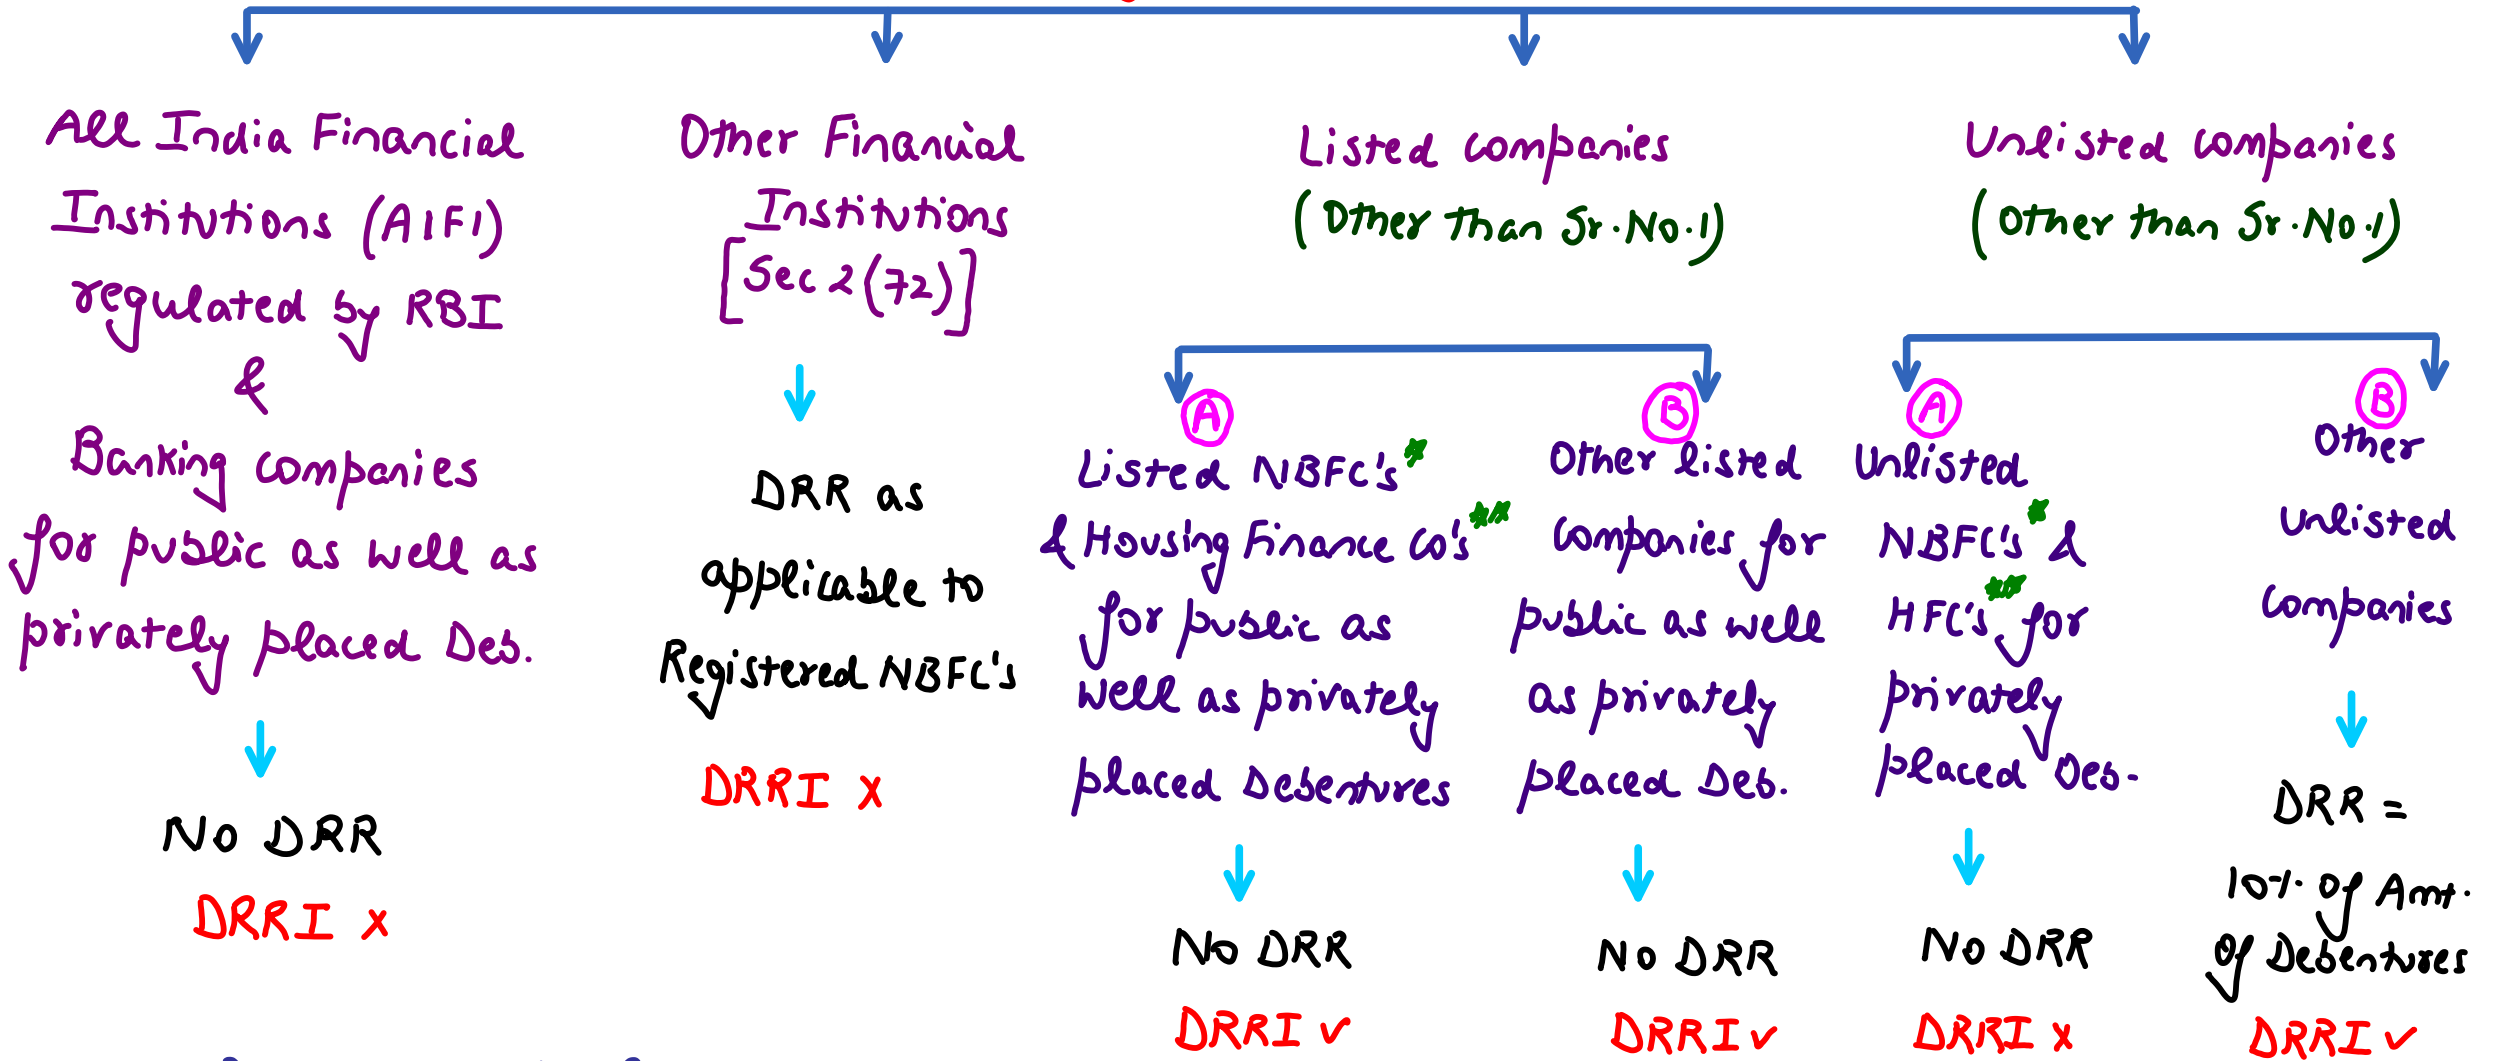 All India Financial
Institutions (AIFI)
regulated by RBI
&
Banking Companies
for public as well as
privately placed Deb.
No DRR
DRRI x
Other Financial
Institutions
[Sec 2(72)]
DRR as
applicable to
Registered NBFC's
DRRI x
Listed Companies
(Other than Sr. No. 1)
A
Listed NBFC's *
& Housing Finance Co's **
for public as
well as privately
placed Debentures
No DRR
DRRI ✓
B
Other listed
Companies for
public as well
as privately
placed Deb.
No DRR
DRRI ✓
Unlisted companies
(Other than Sr. No. 1)
A
Unlisted
NBFC's * &
HFC's ** for
privately
placed Deb.
No DRR
DRRI x
B
Other
unlisted
Companies
DRR =
10% of Amt.
of Debentures
DRRI ✓